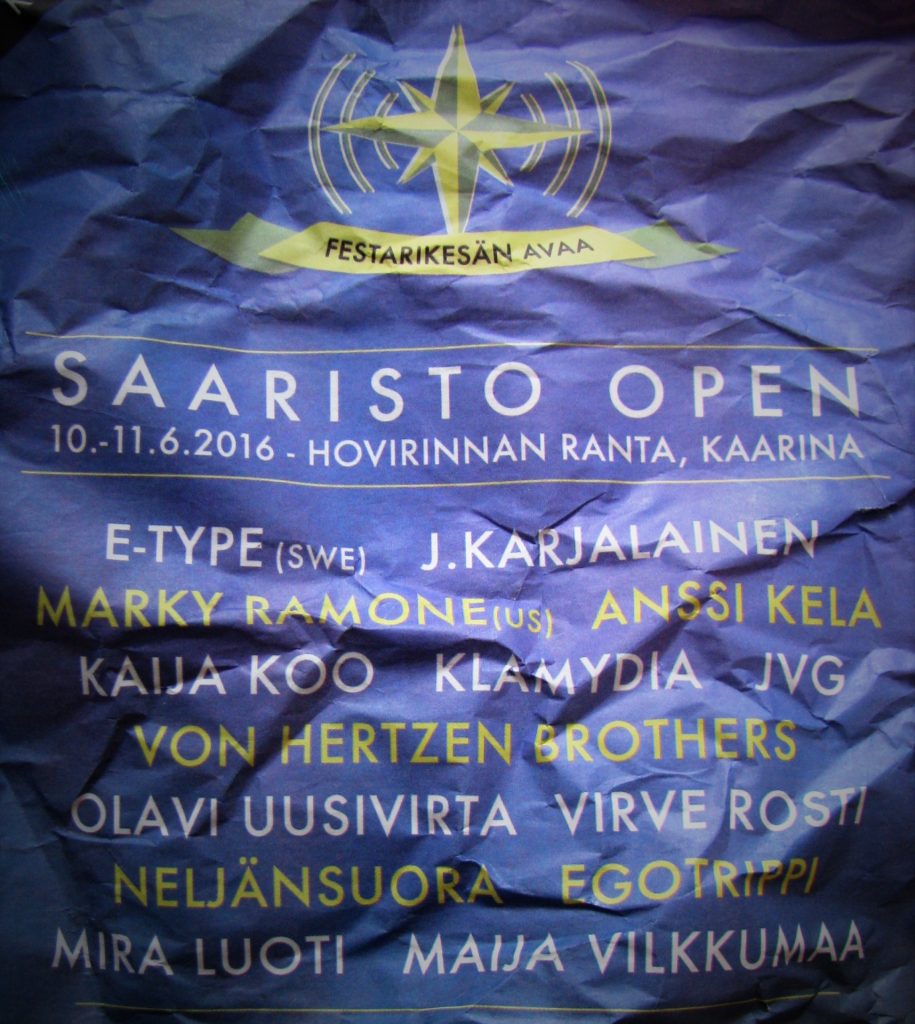 FESTARIKESÄN AVAA
SAARISTO OPEN
10.-11.6.2016 - HOVIRINNAN RANTA, KAARINA
E-TYPE (SWE) J.KARJALAINEN
MARKY RAMONE(US) ANSSI KELA
KAIJA KOO KLAMYDIA JVG
VON HERTZEN BROTHERS
OLAVI UUSIVIRTA VIRVE ROSTI
NELJÄNSUORA EGOTRIPPI
MIRA LUOTI MAIJA VILKKUMAA